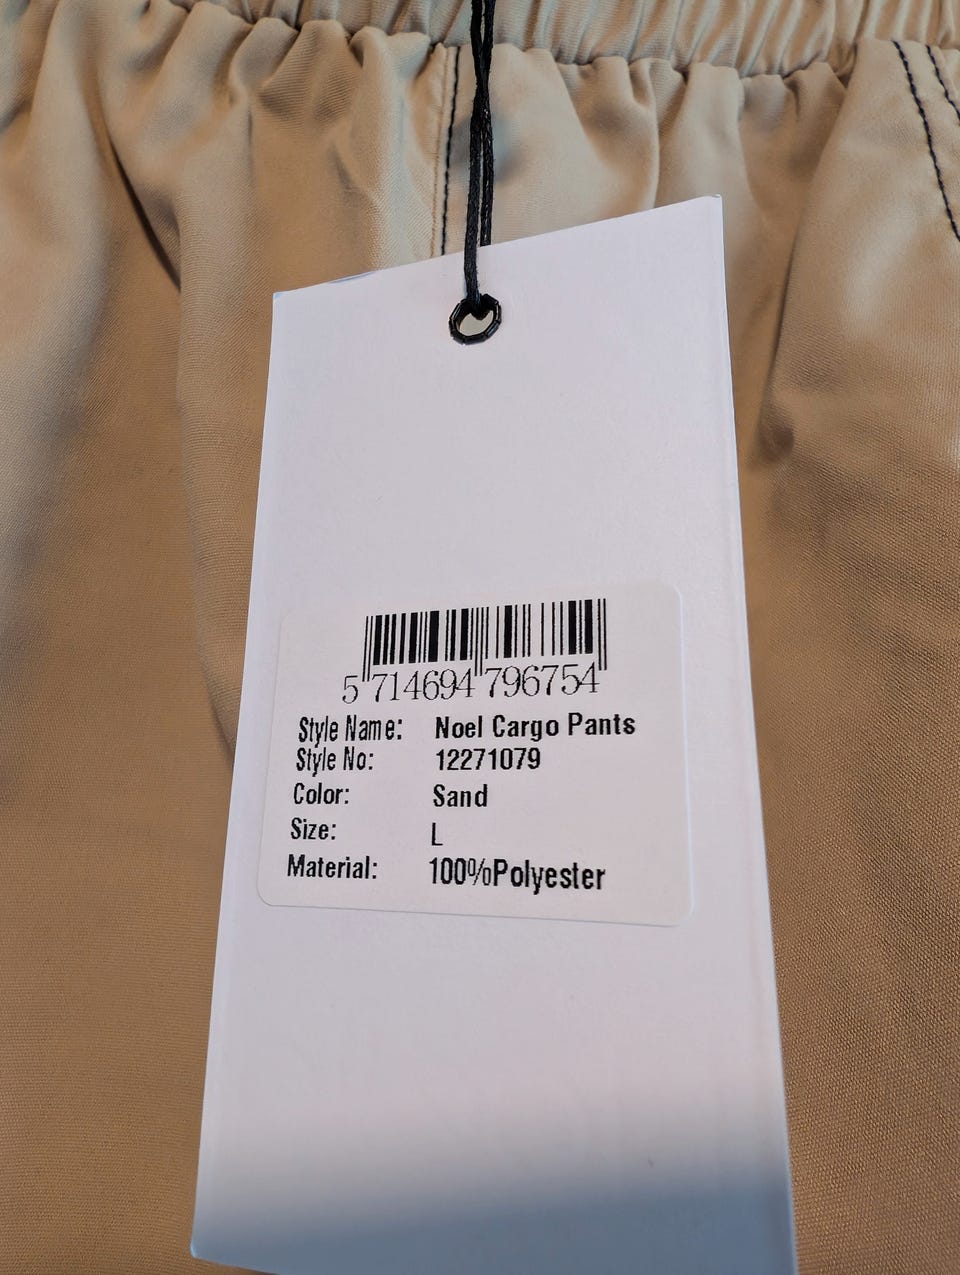 5 714694 796754
Style Name: Noel Cargo Pants
Style No: 12271079
Color: Sand
Size: L
Material: 100%Polyester